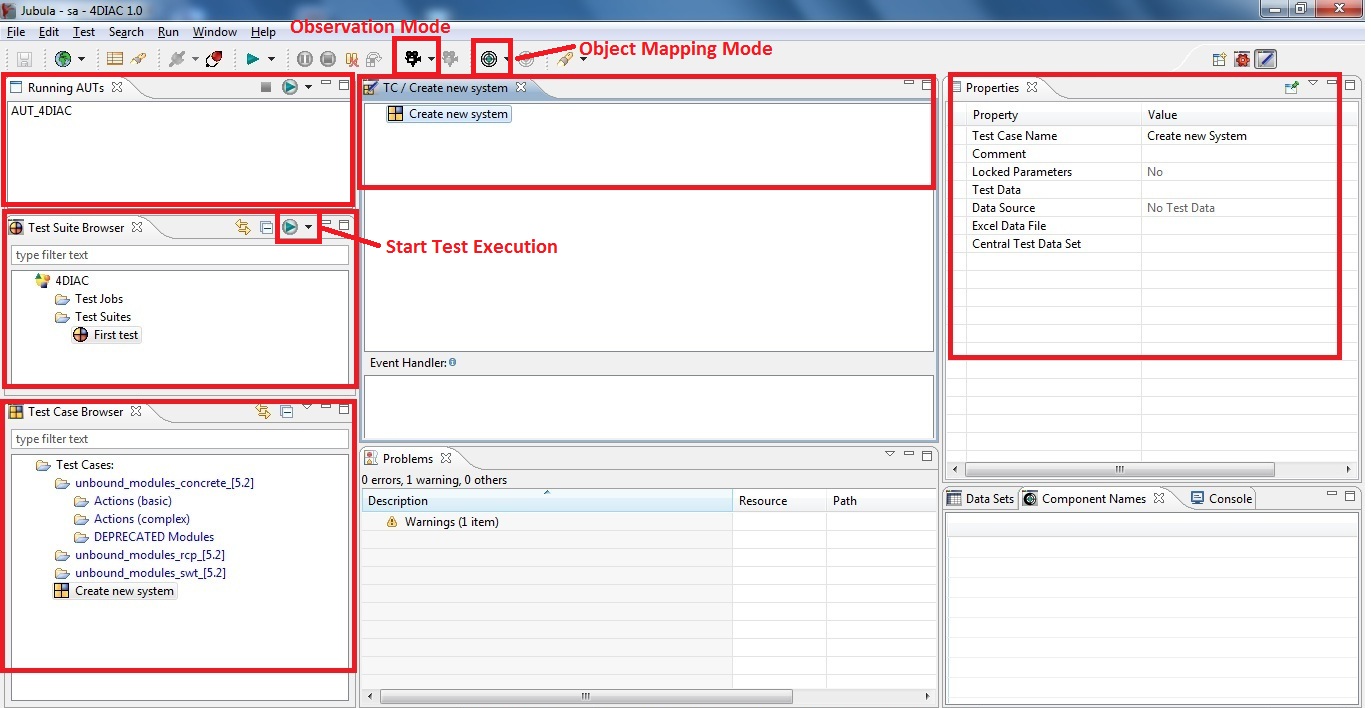 Jubula - sa - 4DIAC 1.0
File Edit Test Search Run Window Help
Observation Mode
Object Mapping Mode
Running AUTs
AUT_4DIAC
Test Suite Browser
type filter text
4DIAC
Test Jobs
Test Suites
First test
Start Test Execution
Test Case Browser
type filter text
Test Cases:
unbound_modules_concrete_[5.2]
Actions (basic)
Actions (complex)
DEPRECATED Modules
unbound_modules_rcp_[5.2]
unbound_modules_swt_[5.2]
Create new system
TC / Create new system
Create new system
Event Handler:
Problems
0 errors, 1 warning, 0 others
Description Resource Path
Warnings (1 item)
Properties
Property Value
Test Case Name Create new System
Comment
Locked Parameters No
Test Data
Data Source No Test Data
Excel Data File
Central Test Data Set
Data Sets Component Names Console